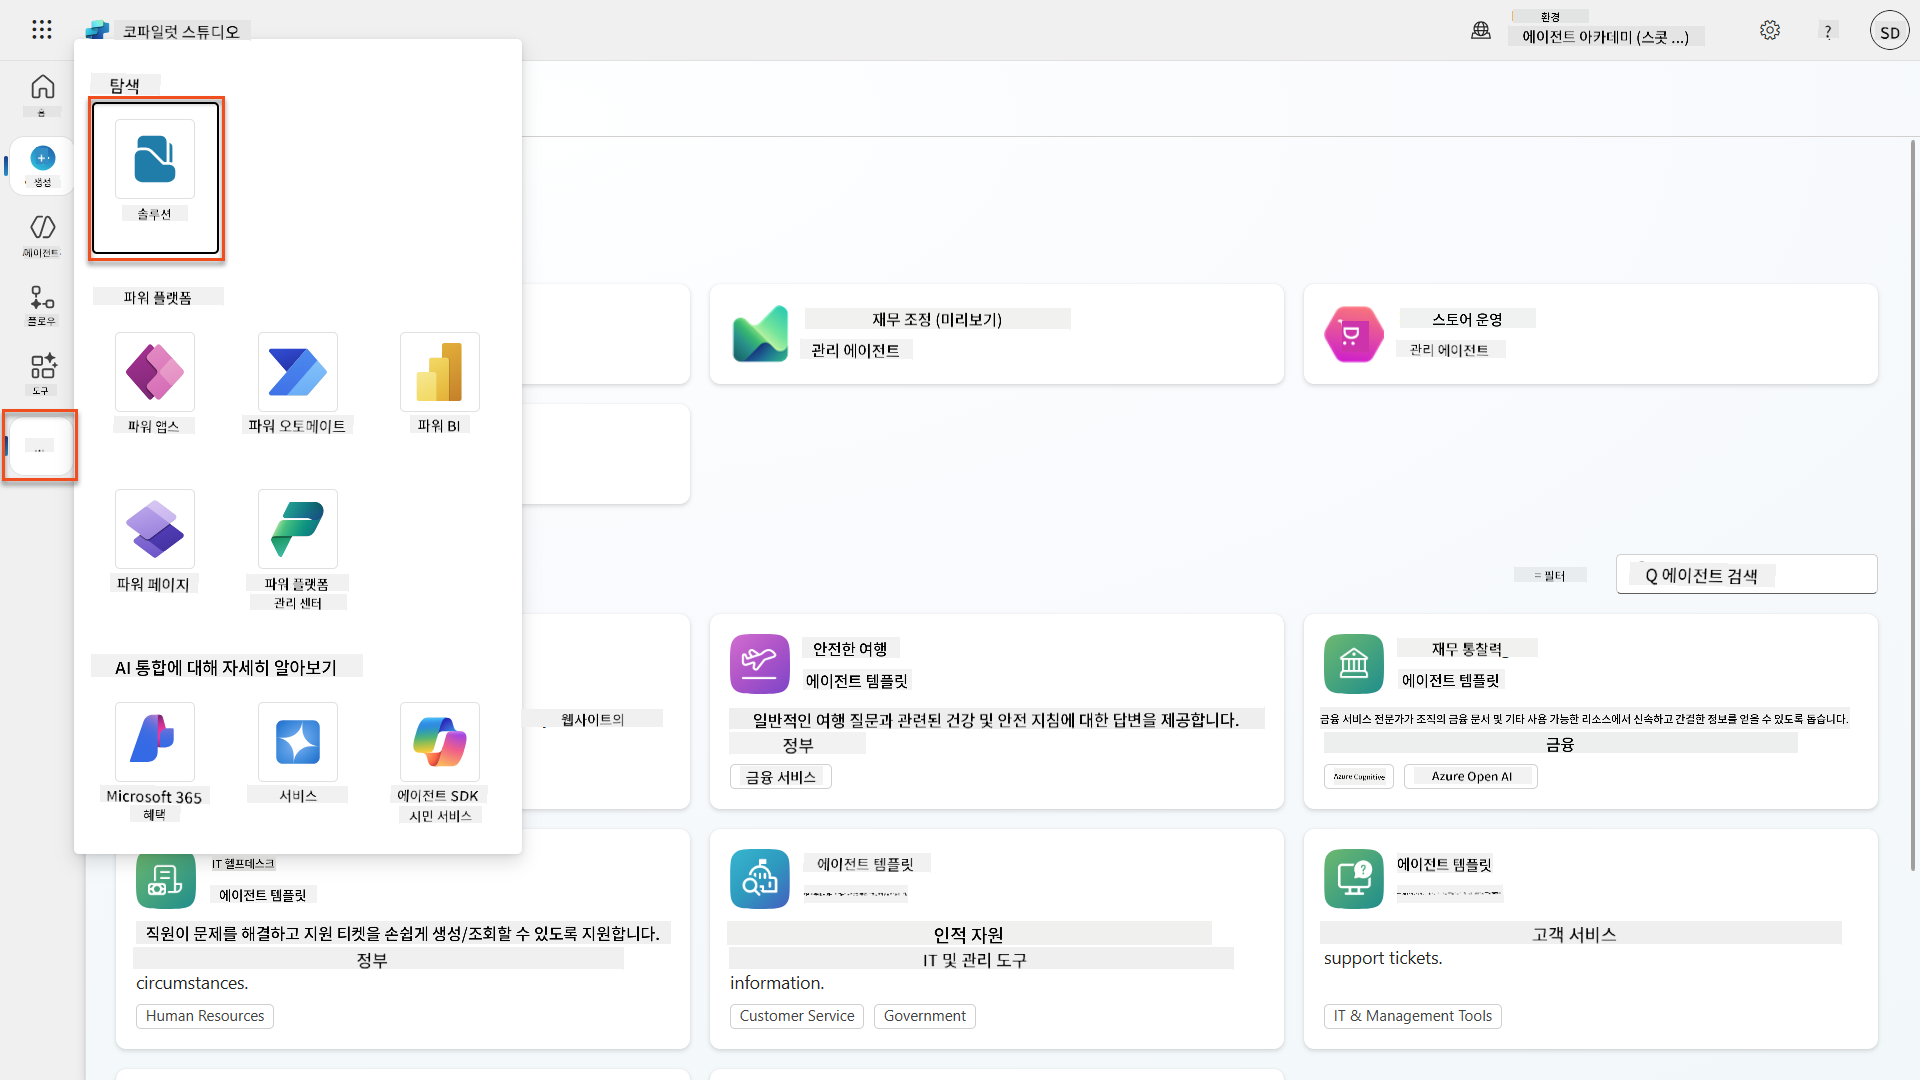 코파일럿 스튜디오
환경
에이전트 아카데미 (스콧 ...)
?
SD
홈
생성
에이전트
플로우
도구
...
탐색
솔루션
파워 플랫폼
파워 앱스
파워 오토메이트
파워 BI
파워 페이지
파워 플랫폼
관리 센터
AI 통합에 대해 자세히 알아보기
Microsoft 365
혜택
서비스
에이전트 SDK
시민 서비스
재무 조정 (미리보기)
관리 에이전트
스토어 운영
관리 에이전트
= 필터
Q 에이전트 검색
웹사이트의
안전한 여행
에이전트 템플릿
일반적인 여행 질문과 관련된 건강 및 안전 지침에 대한 답변을 제공합니다.
정부
금융 서비스
재무 통찰력_
에이전트 템플릿
금융 서비스 전문가가 조직의 금융 문서 및 기타 사용 가능한 리소스에서 신속하고 간결한 정보를 얻을 수 있도록 돕습니다.
금융
Azure Cognitive
Azure Open AI
IT 헬프데스크
에이전트 템플릿
직원이 문제를 해결하고 지원 티켓을 손쉽게 생성/조회할 수 있도록 지원합니다.
정부
circumstances.
Human Resources
에이전트 템플릿
인적 자원
IT 및 관리 도구
information.
Customer Service
Government
에이전트 템플릿
고객 서비스
support tickets.
IT & Management Tools